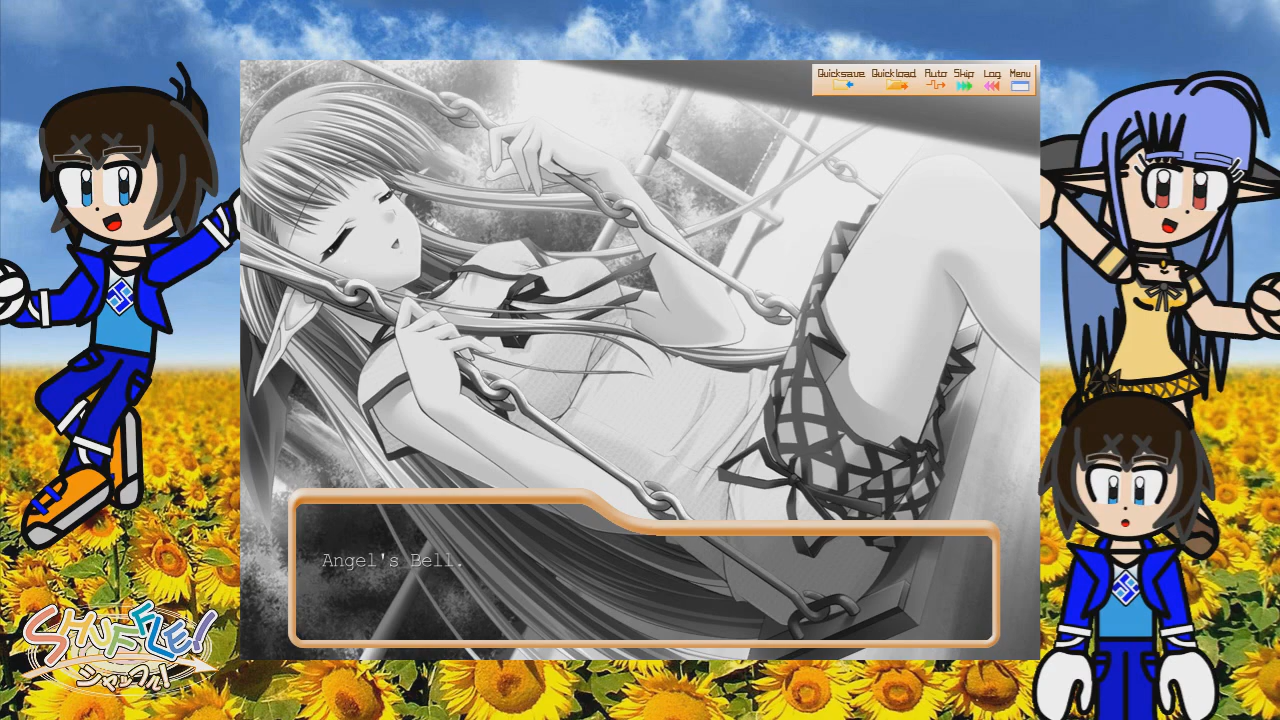 Quicksave Quickload Auto Skip Log Menu
Angel's Bell.
SHUFFLE!
シャッフル!